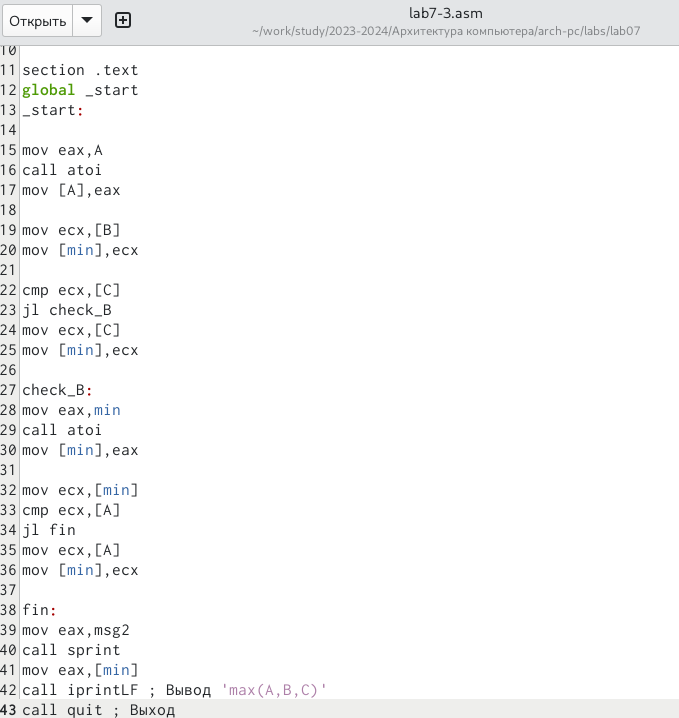 Открыть
lab7-3.asm
~/work/study/2023-2024/Архитектура компьютера/arch-pc/labs/lab07
10
11 section .text
12 global _start
13 _start:
14
15 mov eax,A
16 call atoi
17 mov [A],eax
18
19 mov ecx,[B]
20 mov [min],ecx
21
22 cmp ecx,[C]
23 jl check_B
24 mov ecx,[C]
25 mov [min],ecx
26
27 check_B:
28 mov eax,min
29 call atoi
30 mov [min],eax
31
32 mov ecx,[min]
33 cmp ecx,[A]
34 jl fin
35 mov ecx,[A]
36 mov [min],ecx
37
38 fin:
39 mov eax,msg2
40 call sprint
41 mov eax,[min]
42 call iprintLF ; Вывод 'max(A,B,C)'
43 call quit ; Выход